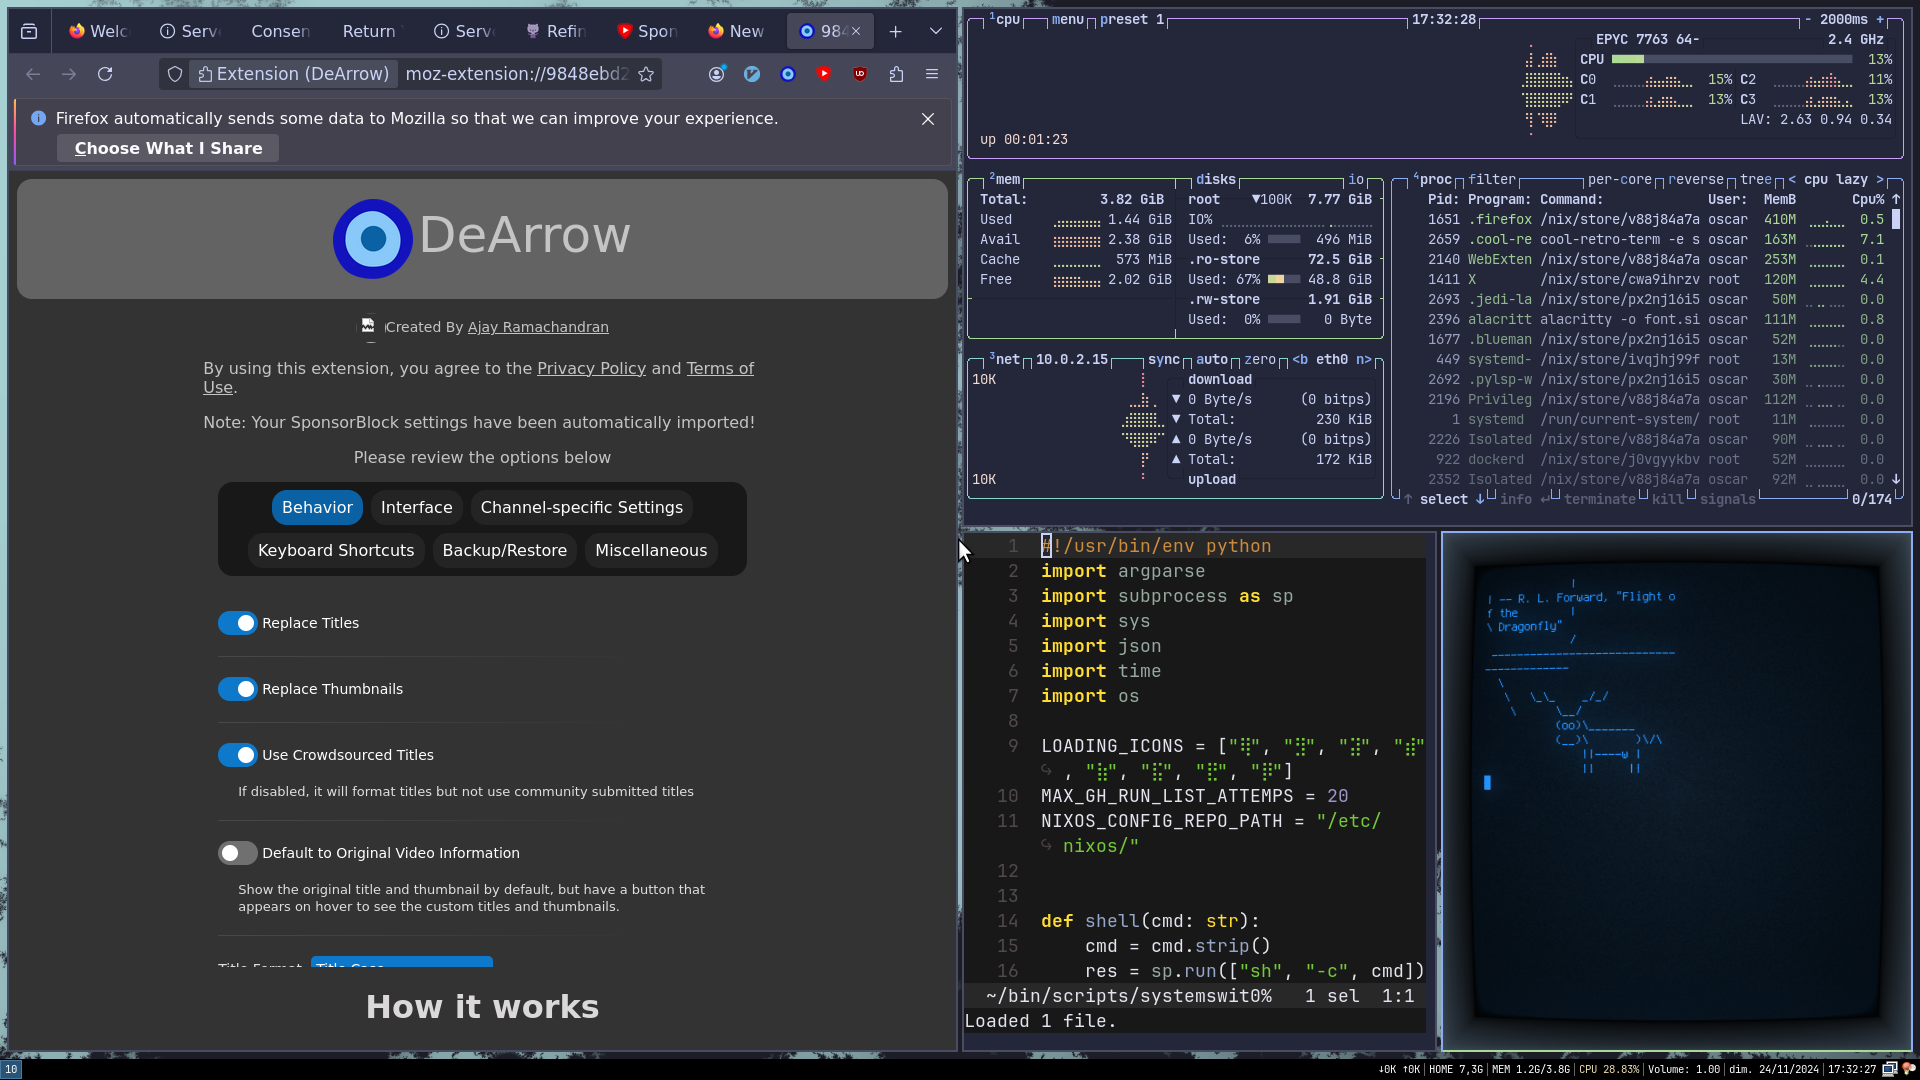 Welc
Serv
Consen
Return
Serv
Refin
Spon
New
984
Extension (DeArrow) moz-extension://9848ebd2
Firefox automatically sends some data to Mozilla so that we can improve your experience.
Choose What I Share
DeArrow
Created By Ajay Ramachandran
By using this extension, you agree to the Privacy Policy and Terms of
Use.
Note: Your SponsorBlock settings have been automatically imported!
Please review the options below
Behavior Interface Channel-specific Settings
Keyboard Shortcuts Backup/Restore Miscellaneous
Replace Titles
Replace Thumbnails
Use Crowdsourced Titles
If disabled, it will format titles but not use community submitted titles
Default to Original Video Information
Show the original title and thumbnail by default, but have a button that
appears on hover to see the custom titles and thumbnails.
Title Format Title Case
How it works
1cpu menu preset 1 17:32:28 - 2000ms +
EPYC 7763 64- 2.4 GHz
CPU 13%
C0 15% C2 11%
C1 13% C3 13%
LAV: 2.63 0.94 0.34
up 00:01:23
2mem
Total: 3.82 GiB
Used 1.44 GiB
Avail 2.38 GiB
Cache 573 MiB
Free 2.02 GiB
disks io
root ▼100K 7.77 GiB
IO%
Used: 6% 496 MiB
.ro-store 72.5 GiB
Used: 67% 48.8 GiB
.rw-store 1.91 GiB
Used: 0% 0 Byte
3net 10.0.2.15 sync auto zero <b eth0 n>
10K
download
▼ 0 Byte/s (0 bitps)
▼ Total: 230 KiB
▲ 0 Byte/s (0 bitps)
▲ Total: 172 KiB
10K
upload
4proc filter per-core reverse tree < cpu lazy >
Pid: Program: Command: User: MemB Cpu% ↑
1651 .firefox /nix/store/v88j84a7a oscar 410M 0.5
2659 .cool-re cool-retro-term -e s oscar 163M 7.1
2140 WebExten /nix/store/v88j84a7a oscar 253M 0.1
1411 X /nix/store/cwa9ihrzv root 120M 4.4
2693 .jedi-la /nix/store/px2nj16i5 oscar 50M 0.0
2396 alacritt alacritty -o font.si oscar 111M 0.8
1677 .blueman /nix/store/px2nj16i5 oscar 52M 0.0
449 systemd- /nix/store/ivqjhj99f root 13M 0.0
2692 .pylsp-w /nix/store/px2nj16i5 oscar 30M 0.0
2196 Privileg /nix/store/v88j84a7a oscar 112M 0.0
1 systemd /run/current-system/ root 11M 0.0
2226 Isolated /nix/store/v88j84a7a oscar 90M 0.0
922 dockerd /nix/store/j0vgyykbv root 52M 0.0
2352 Isolated /nix/store/v88j84a7a oscar 92M 0.0 ↓
↑ select ↓ info ↵ terminate kill signals 0/174
1 #!/usr/bin/env python
2 import argparse
3 import subprocess as sp
4 import sys
5 import json
6 import time
7 import os
8
9 LOADING_ICONS = ["⢿", "⣻", "⣽", "⣾"
↪ , "⣷", "⣯", "⣟", "⡿"]
10 MAX_GH_RUN_LIST_ATTEMPS = 20
11 NIXOS_CONFIG_REPO_PATH = "/etc/
↪ nixos/"
12
13
14 def shell(cmd: str):
15 cmd = cmd.strip()
16 res = sp.run(["sh", "-c", cmd])
~/bin/scripts/systemswit0% 1 sel 1:1
Loaded 1 file.
|
| -- R. L. Forward, "Flight o
f the |
\ Dragonfly"
/
----------------------------
-------------
\
\ \_\_ _/_/
\ \__/
(oo)\_______
(__)\ )\/\
||----w |
|| ||
10
↓0K ↑0K HOME 7,3G MEM 1.2G/3.8G CPU 28.83% Volume: 1.00 dim. 24/11/2024 17:32:27